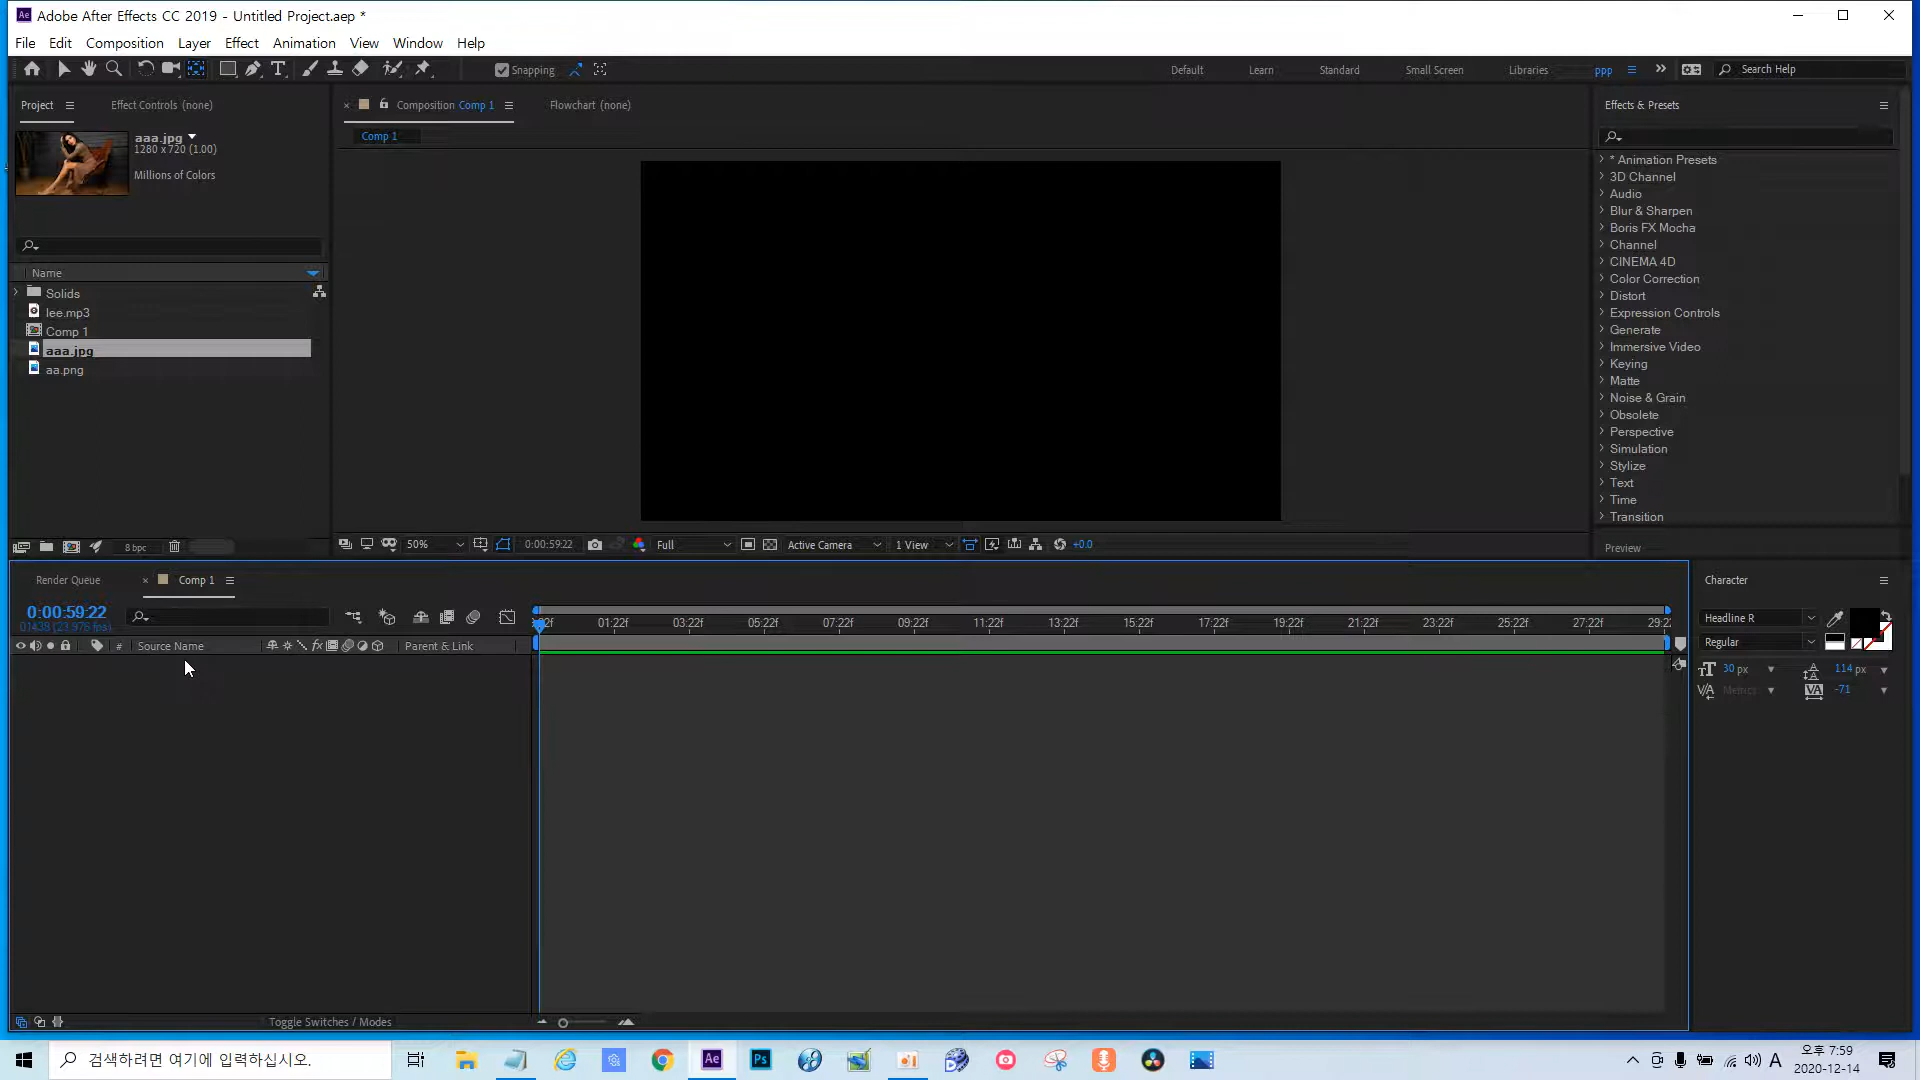 Adobe After Effects CC 2019 - Untitled Project.aep *
File Edit Composition Layer Effect Animation View Window Help
Snapping
Default Learn Standard Small Screen Libraries ppp Search Help
Project Effect Controls (none)
Composition Comp 1 Flowchart (none)
Effects & Presets
aaa.jpg
1280 x 720 (1.00)
Millions of Colors
Comp 1
* Animation Presets
3D Channel
Audio
Blur & Sharpen
Boris FX Mocha
Channel
CINEMA 4D
Color Correction
Distort
Expression Controls
Generate
Immersive Video
Keying
Matte
Noise & Grain
Obsolete
Perspective
Simulation
Stylize
Text
Time
Transition
Name
Solids
lee.mp3
Comp 1
aaa.jpg
aa.png
8 bpc
50% 0:00:59:22 Full Active Camera 1 View +0.0
Preview
Render Queue Comp 1
0:00:59:22
01438 (23.976 fps)
# Source Name Parent & Link
01:22f 03:22f 05:22f 07:22f 09:22f 11:22f 13:22f 15:22f 17:22f 19:22f 21:22f 23:22f 25:22f 27:22f
Character
Headline R
Regular
30 px 114 px
Metrics -71
Toggle Switches / Modes
검색하려면 여기에 입력하십시오.
Ae Ps
A
오후 7:59
2020-12-14